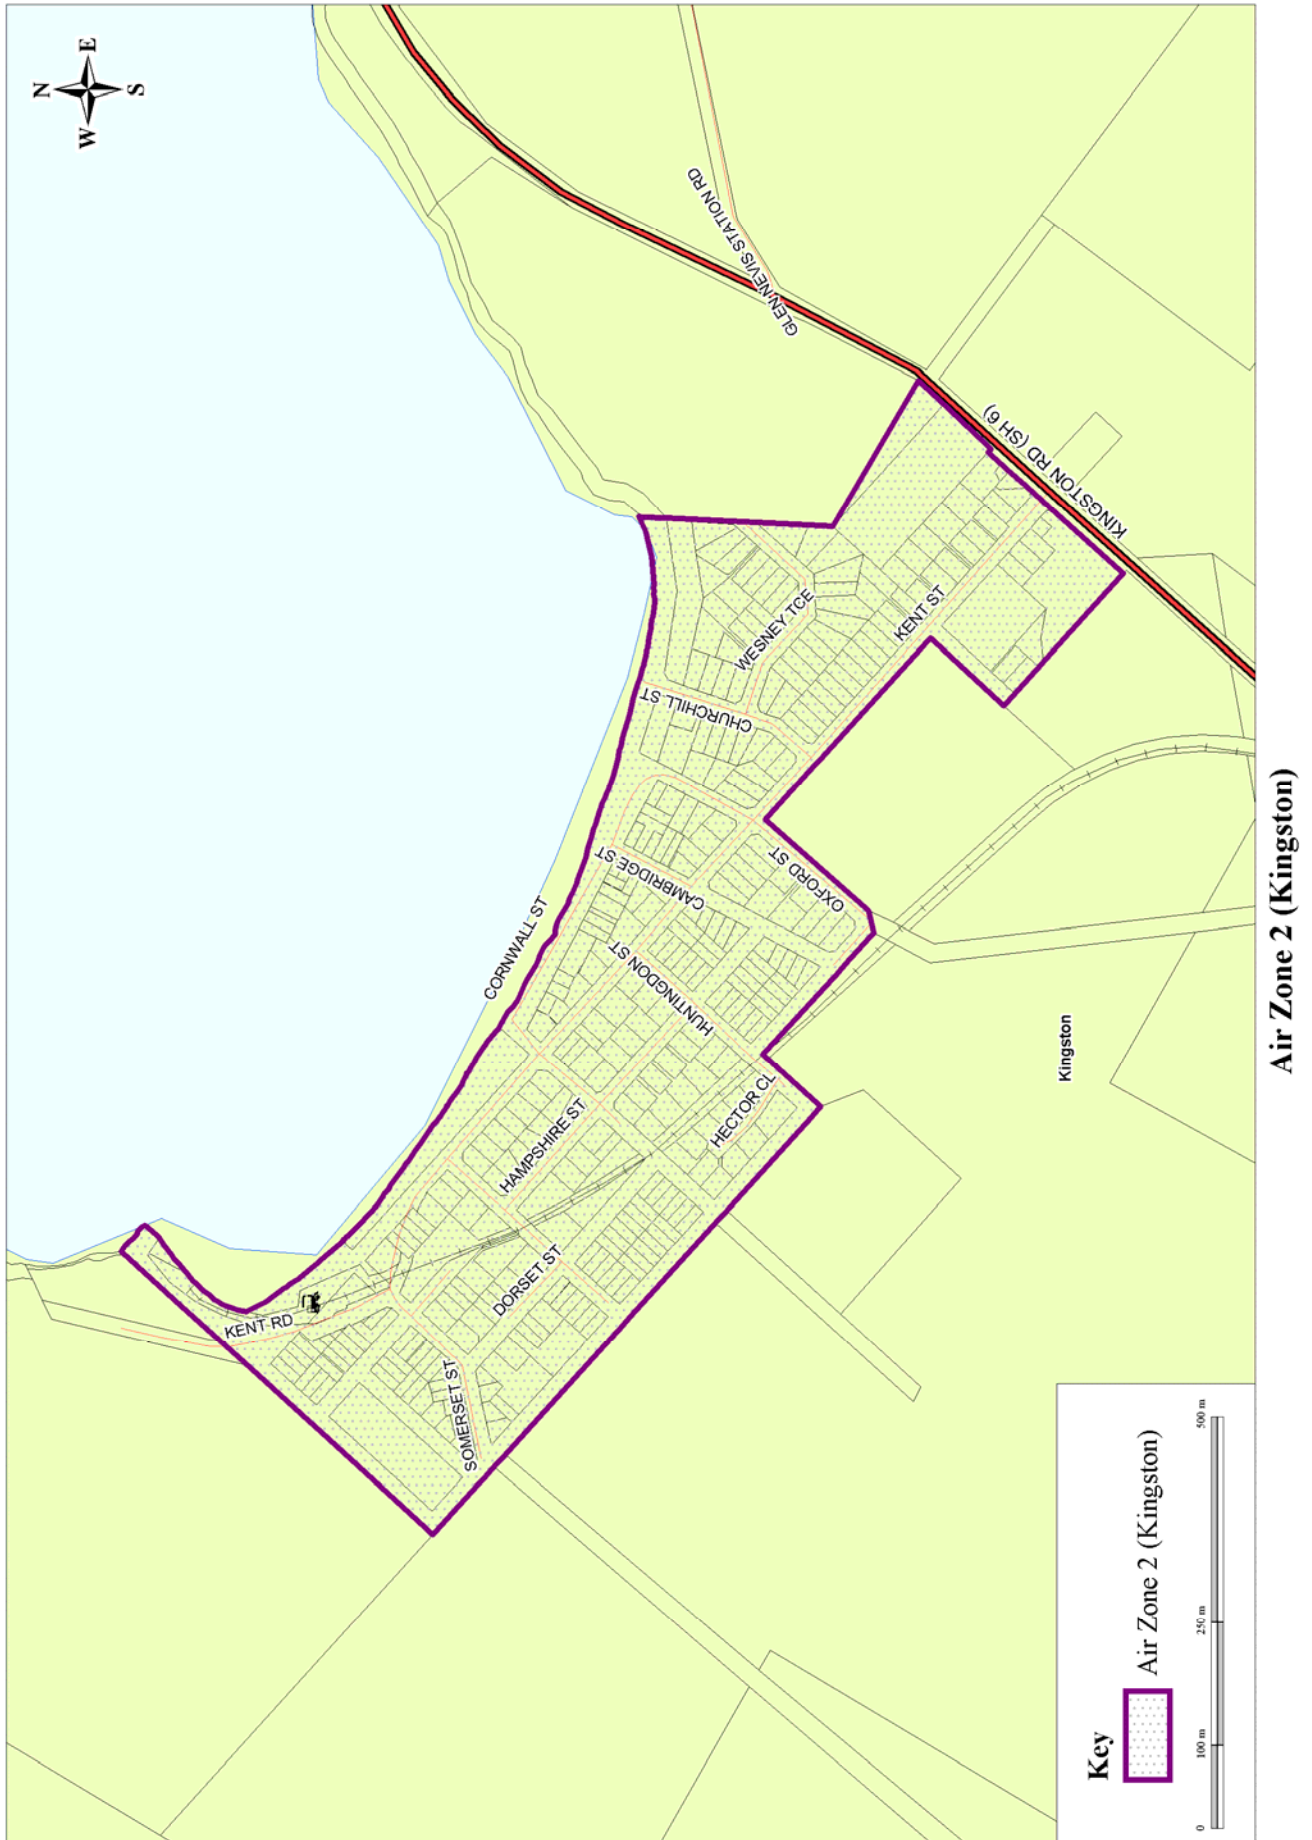 N
W
E
S
GLEN NEVIS STATION RD
KINGSTON RD (SH 6)
KENT ST
WESNEY TCE
CHURCHILL ST
OXFORD ST
CAMBRIDGE ST
CORNWALL ST
HUNTINGDON ST
HAMPSHIRE ST
HECTOR CL
DORSET ST
KENT RD
SOMERSET ST
Kingston
Key
Air Zone 2 (Kingston)
0 100 m 250 m 500 m
Air Zone 2 (Kingston)